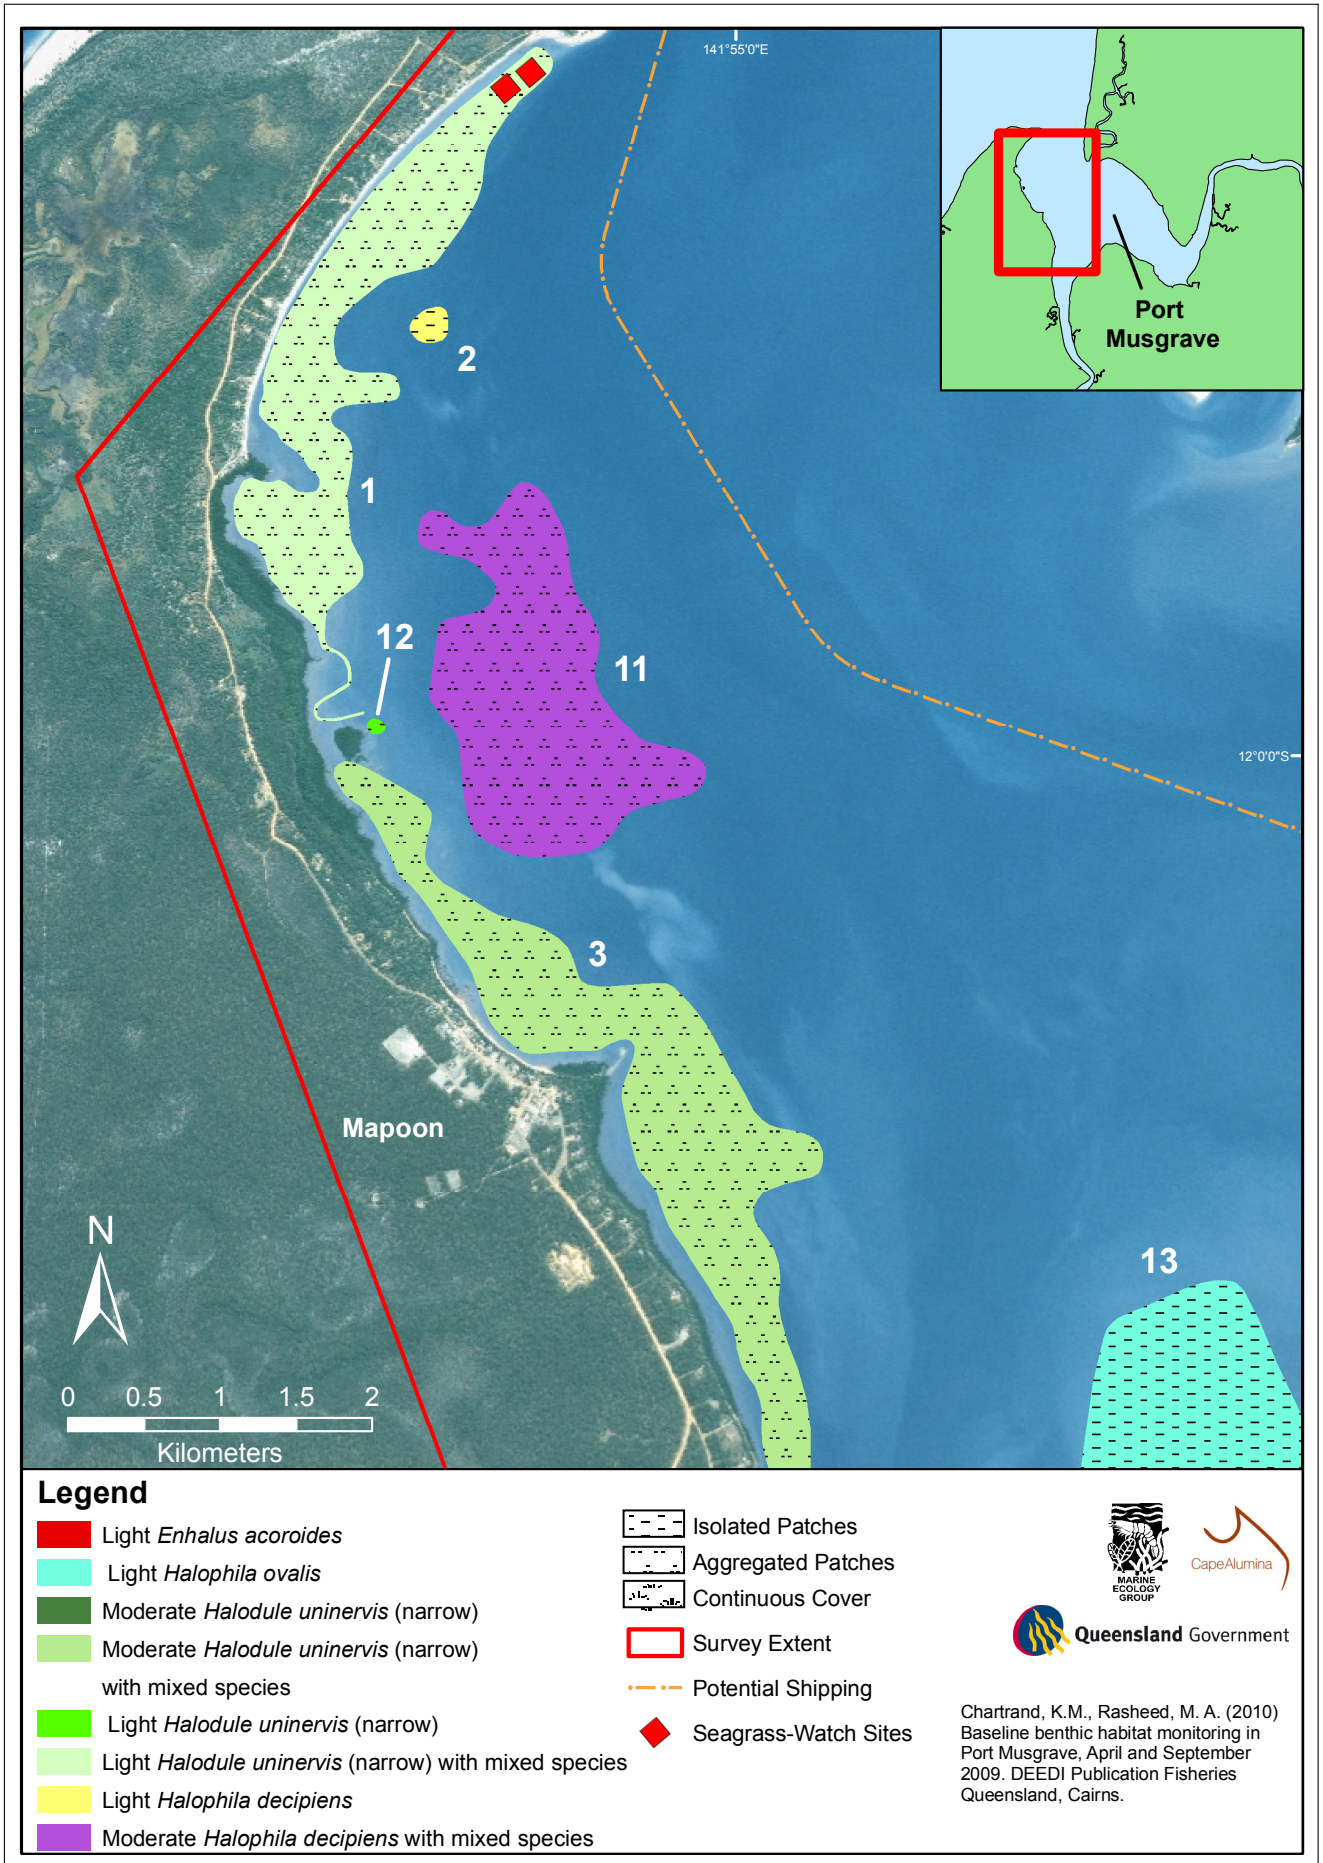 141°55'0"E
Port
Musgrave
2
1
12
11
12°0'0"S
3
Mapoon
13
N
0 0.5 1 1.5 2
Kilometers
Legend
Light Enhalus acoroides
Light Halophila ovalis
Moderate Halodule uninervis (narrow)
Moderate Halodule uninervis (narrow)
with mixed species
Light Halodule uninervis (narrow)
Light Halodule uninervis (narrow) with mixed species
Light Halophila decipiens
Moderate Halophila decipiens with mixed species
Isolated Patches
Aggregated Patches
Continuous Cover
Survey Extent
Potential Shipping
Seagrass-Watch Sites
MARINE
ECOLOGY
GROUP
CapeAlumina
Queensland Government
Chartrand, K.M., Rasheed, M. A. (2010)
Baseline benthic habitat monitoring in
Port Musgrave, April and September
2009. DEEDI Publication Fisheries
Queensland, Cairns.